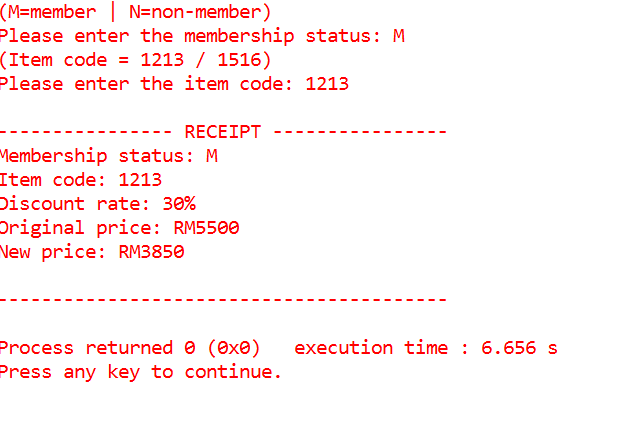 (M=member | N=non-member)
Please enter the membership status: M
(Item code = 1213 / 1516)
Please enter the item code: 1213
---------------- RECEIPT ----------------
Membership status: M
Item code: 1213
Discount rate: 30%
Original price: RM5500
New price: RM3850
-----------------------------------------
Process returned 0 (0x0)   execution time : 6.656 s
Press any key to continue.